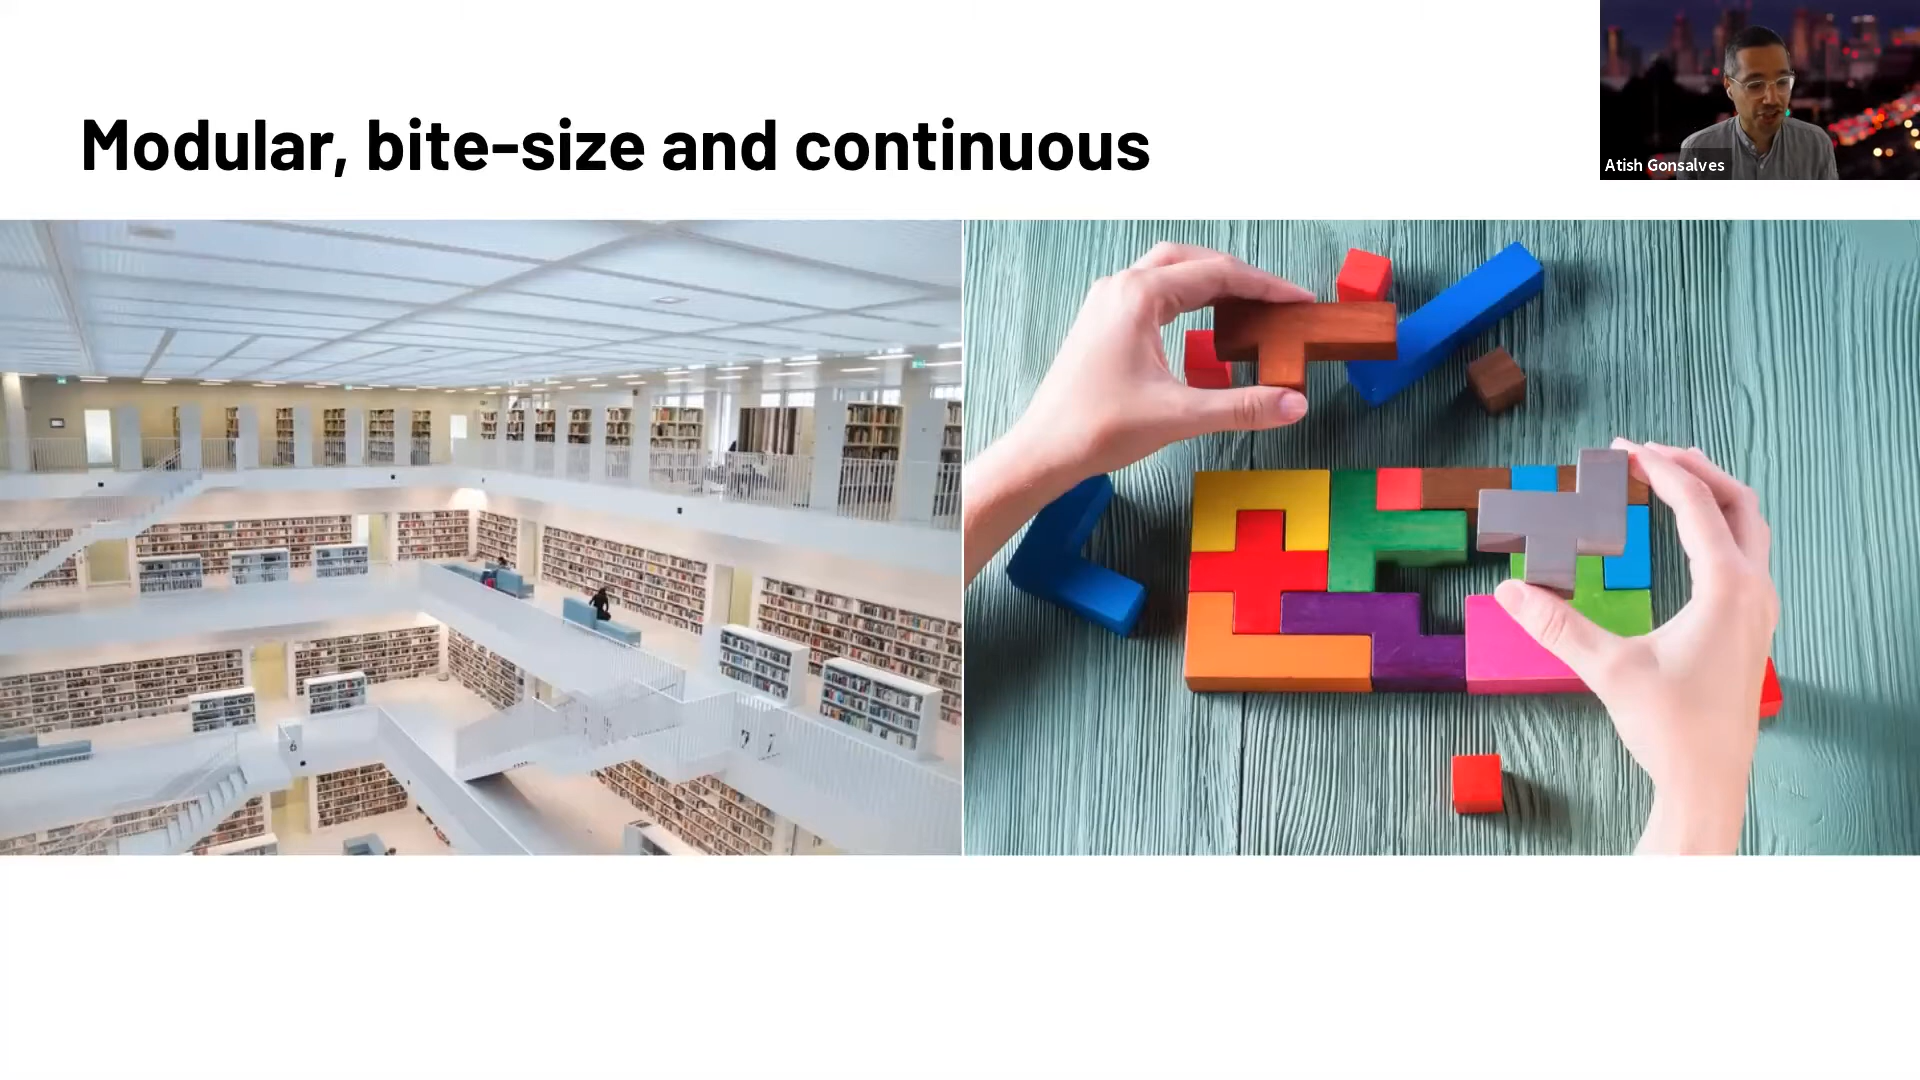 Modular, bite-size and continuous
Atish Gonsalves